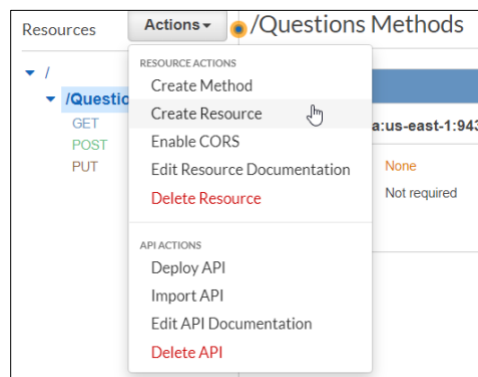 Resources
Actions
/Questions Methods
RESOURCE ACTIONS
Create Method
Create Resource
Enable CORS
Edit Resource Documentation
Delete Resource
API ACTIONS
Deploy API
Import API
Edit API Documentation
Delete API
/
/Questio
GET
POST
PUT
a:us-east-1:943
None
Not required